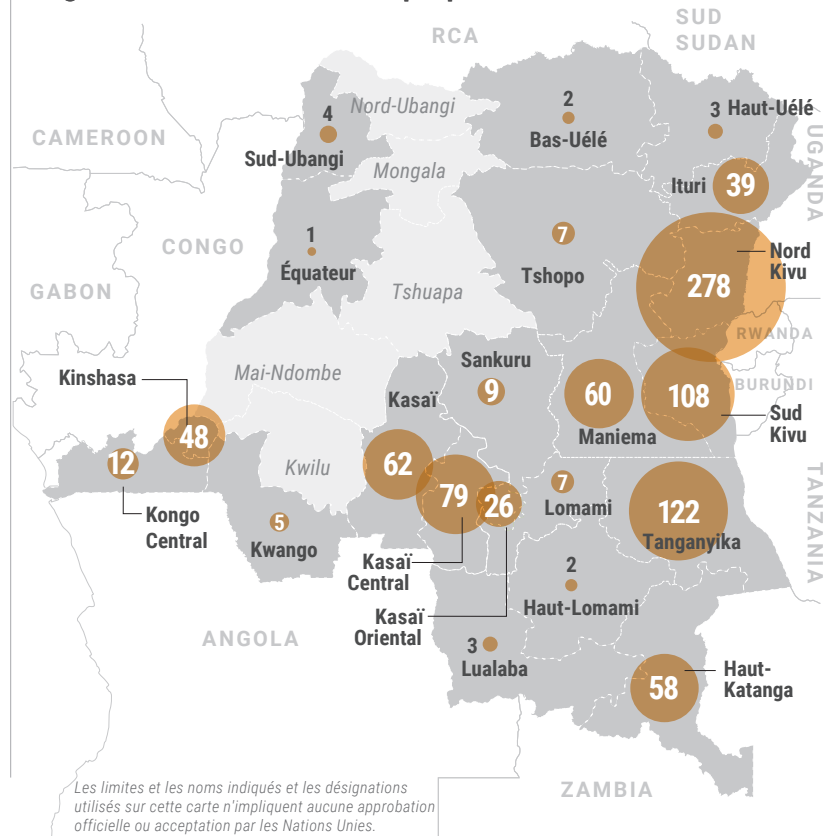 RCA
SUD
SUDAN
CAMEROON
4
Sud-Ubangi
Nord-Ubangi
2
Bas-Uélé
3 Haut-Uélé
UGANDA
Mongala
Ituri
39
CONGO
1
Équateur
7
Tshopo
Nord
Kivu
278
GABON
Tshuapa
RWANDA
Kinshasa
Mai-Ndombe
Sankuru
9
Kasaï
60
Maniema
108
BURUNDI
Sud
Kivu
48
12
Kwilu
62
79
26
7
Lomami
122
Tanganyika
TANZANIA
Kongo
Central
5
Kwango
Kasaï
Central
2
Haut-Lomami
Kasaï
Oriental
ANGOLA
3
Lualaba
58
Haut-
Katanga
ZAMBIA
Les limites et les noms indiqués et les désignations
utilisés sur cette carte n'impliquent aucune approbation
officielle ou acceptation par les Nations Unies.